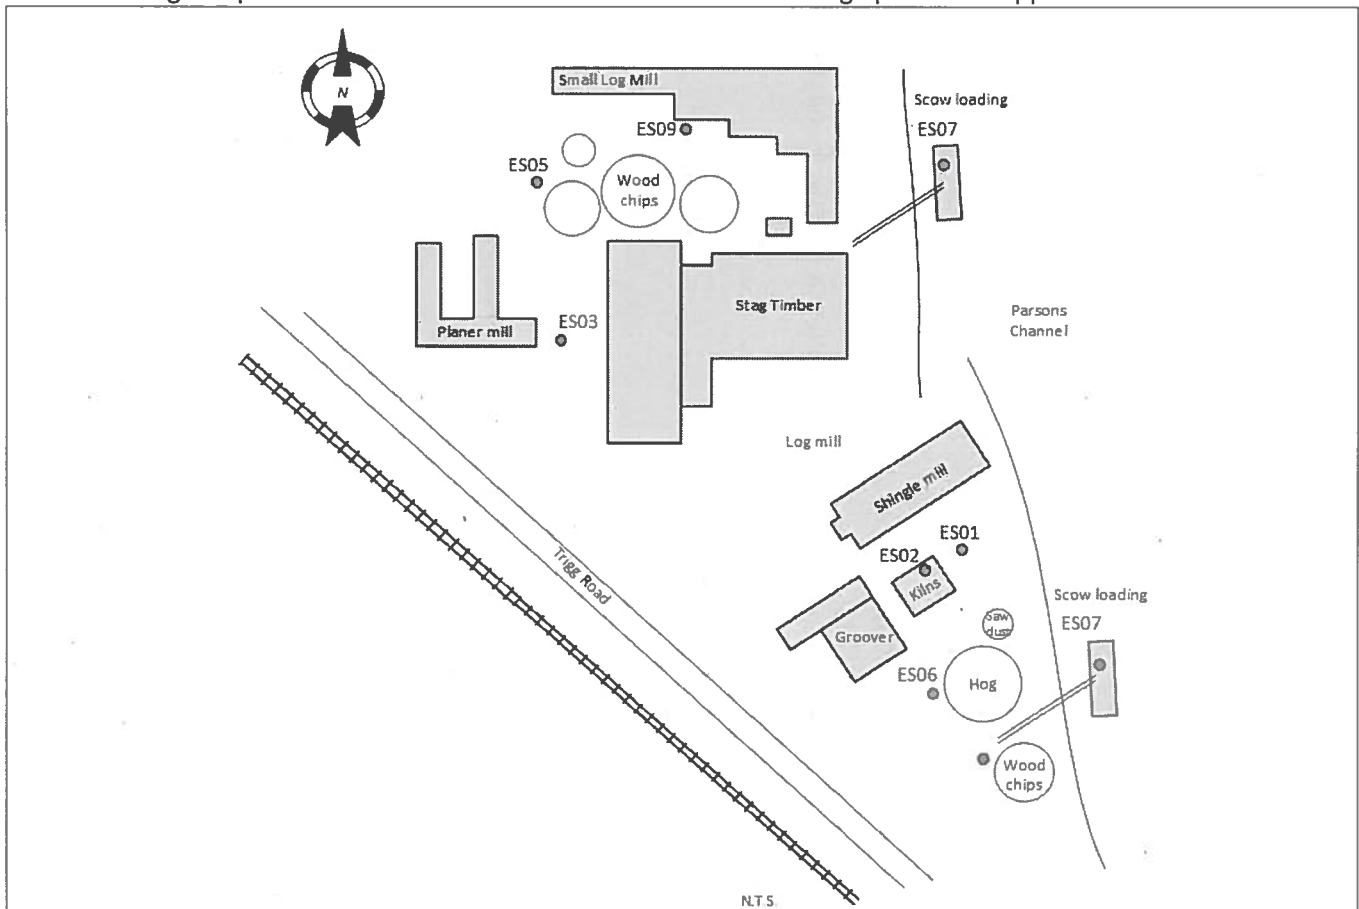 N
Small Log Mill
Scow loading
ES07
ES09
ES05
Wood
chips
Stag Timber
Parsons
Channel
Planer mill
ES03
Log mill
Shingle mill
ES01
ES02
Kilns
Trigg Road
Scow loading
ES07
Saw
dust
Groover
ES06
Hog
Wood
chips
N.T.S.